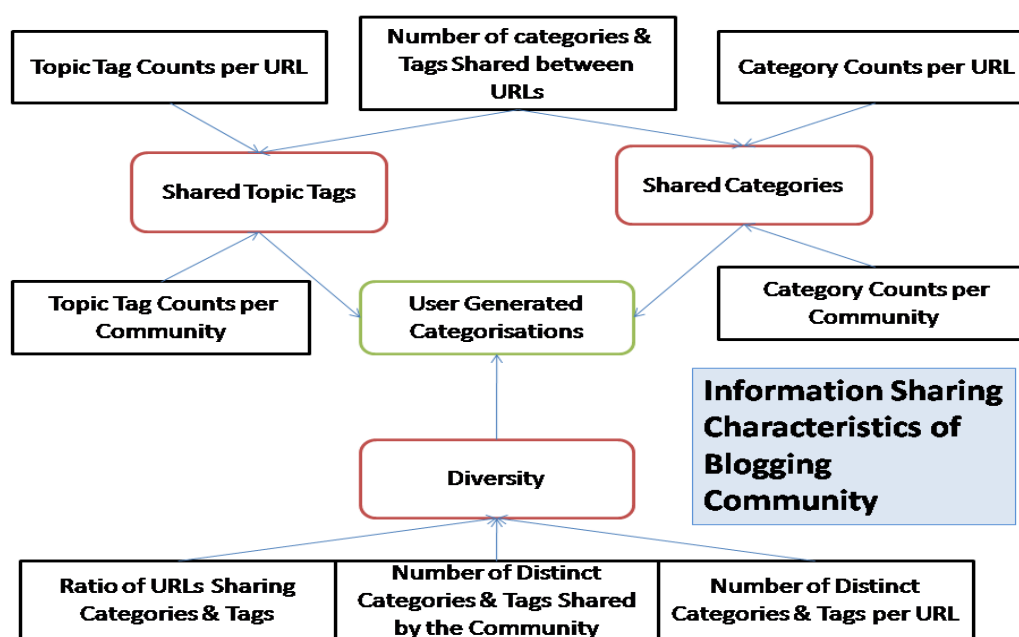 Topic Tag Counts per URL
Number of categories &
Tags Shared between
URLs
Category Counts per URL
Shared Topic Tags
Shared Categories
Topic Tag Counts per
Community
User Generated
Categorisations
Category Counts per
Community
Information Sharing
Characteristics of
Blogging
Community
Diversity
Ratio of URLs Sharing
Categories & Tags
Number of Distinct
Categories & Tags Shared
by the Community
Number of Distinct
Categories & Tags per URL